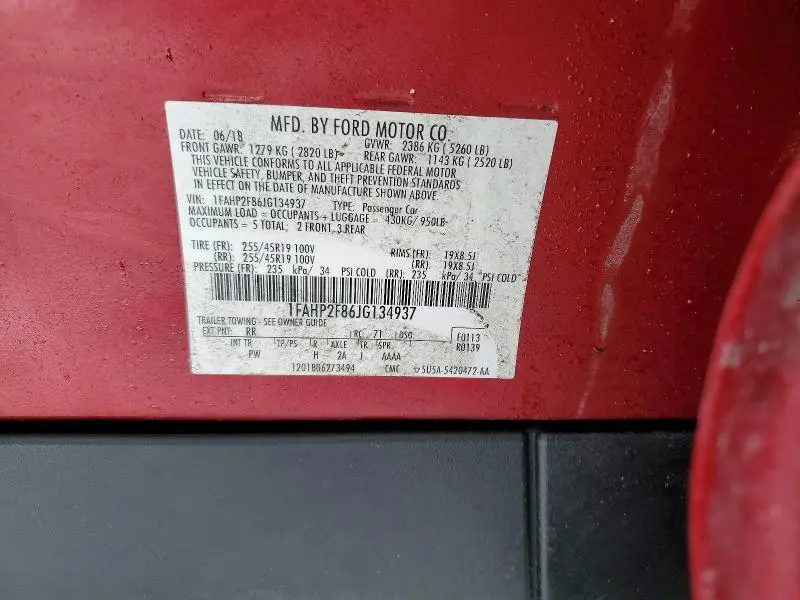 MFD. BY FORD MOTOR CO.
DATE: 06/18 GVWR: 2386 KG ( 5260 LB)
FRONT GAWR: 1279 KG ( 2820 LB) REAR GAWR: 1143 KG ( 2520 LB)
THIS VEHICLE CONFORMS TO ALL APPLICABLE FEDERAL MOTOR
VEHICLE SAFETY, BUMPER, AND THEFT PREVENTION STANDARDS
IN EFFECT ON THE DATE OF MANUFACTURE SHOWN ABOVE.
VIN: 1FAHP2F86JG134937 TYPE: Passenger Car
MAXIMUM LOAD = OCCUPANTS + LUGGAGE = 430KG/ 950LB
OCCUPANTS = 5 TOTAL; 2 FRONT, 3 REAR
TIRE (FR): 255/45R19 100V RIMS (FR): 19X8.5J
(RR): 255/45R19 100V (RR): 19X8.5J
PRESSURE (FR): 235 kPa/ 34 PSI COLD (RR): 235 kPa/ 34 PSI COLD
1FAHP2F86JG134937
TRAILER TOWING - SEE OWNER GUIDE
EXT PNT: RR RC: 71 DSO: F0113
INT TR TP/PS R AXLE TR SPR R0139
PW H 2A J AAAA
1201806273494 CMC 5U5A-5420472-AA